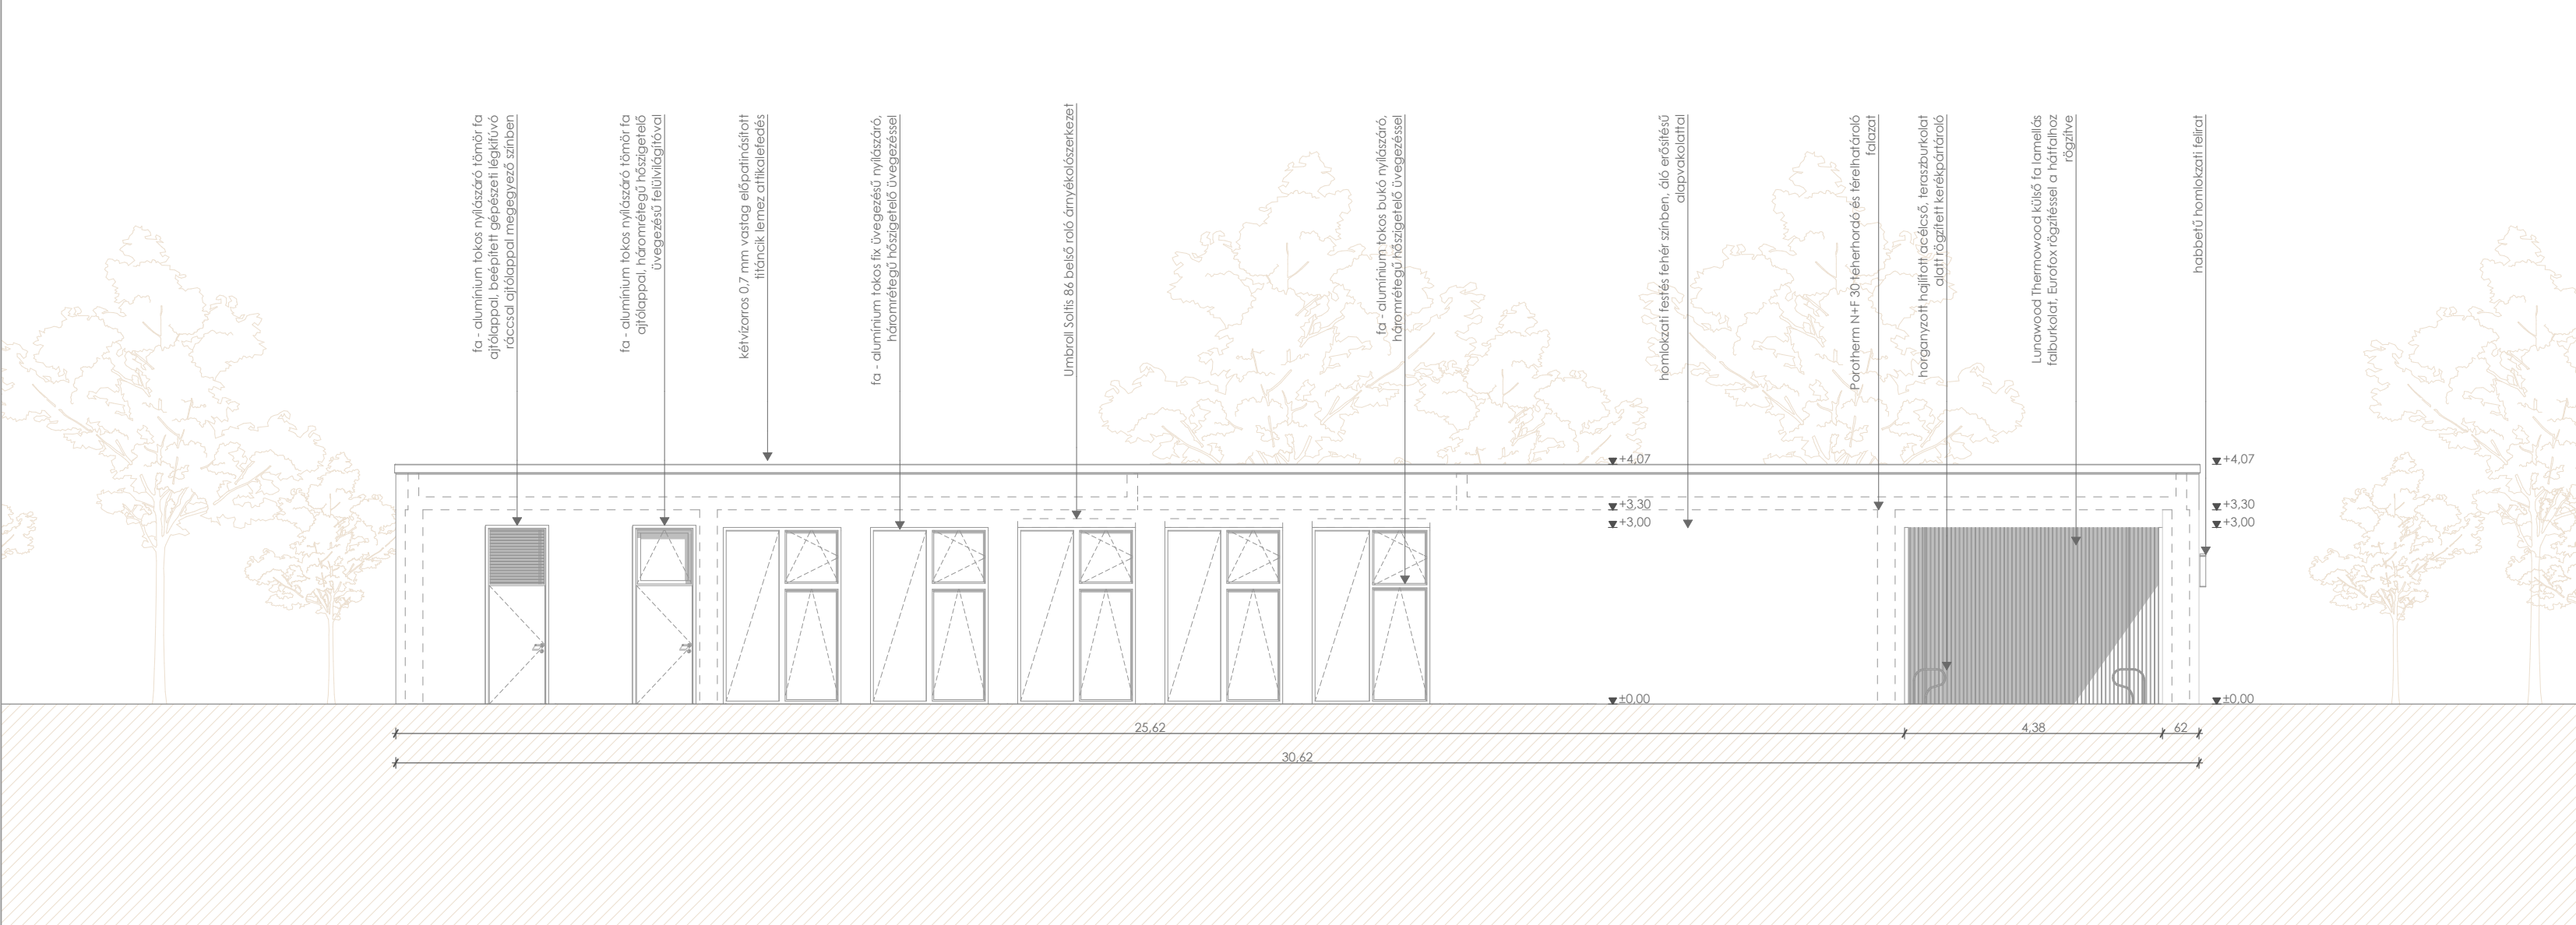 fa - alumínium tokos nyílászáró tömör fa
ajtólappal, beépített gépészeti légkifúvó
ráccsal ajtólappal megegyező színben
fa - alumínium tokos nyílászáró tömör fa
ajtólappal, háromrétegű hőszigetelő
üvegezésű felülvilágítóval
kétvízorros 0,7 mm vastag előpatinásított
titáncik lemez attikalefedés
fa - alumínium tokos fix üvegezésű nyílászáró,
háromrétegű hőszigetelő üvegezéssel
Umbroll Soltis 86 belső roló árnyékolószerkezet
fa - alumínium tokos bukó nyílászáró,
háromrétegű hőszigetelő üvegezéssel
homlokzati festés fehér színben, áló erősítésű
alapvakolattal
Porotherm N+F 30 teherhordó és térelhatároló
falazat
horganyzott hajlított acélcső, teraszburkolat
alatt rögzített kerékpártároló
Lunawood Thermowood külső fa lamellás
falburkolat, Eurofox rögzítéssel a hátfalhoz
rögzítve
habbetű homlokzati felirat
+4,07
+3,30
+3,00
±0,00
+4,07
+3,30
+3,00
±0,00
25,62
4,38
62
30,62